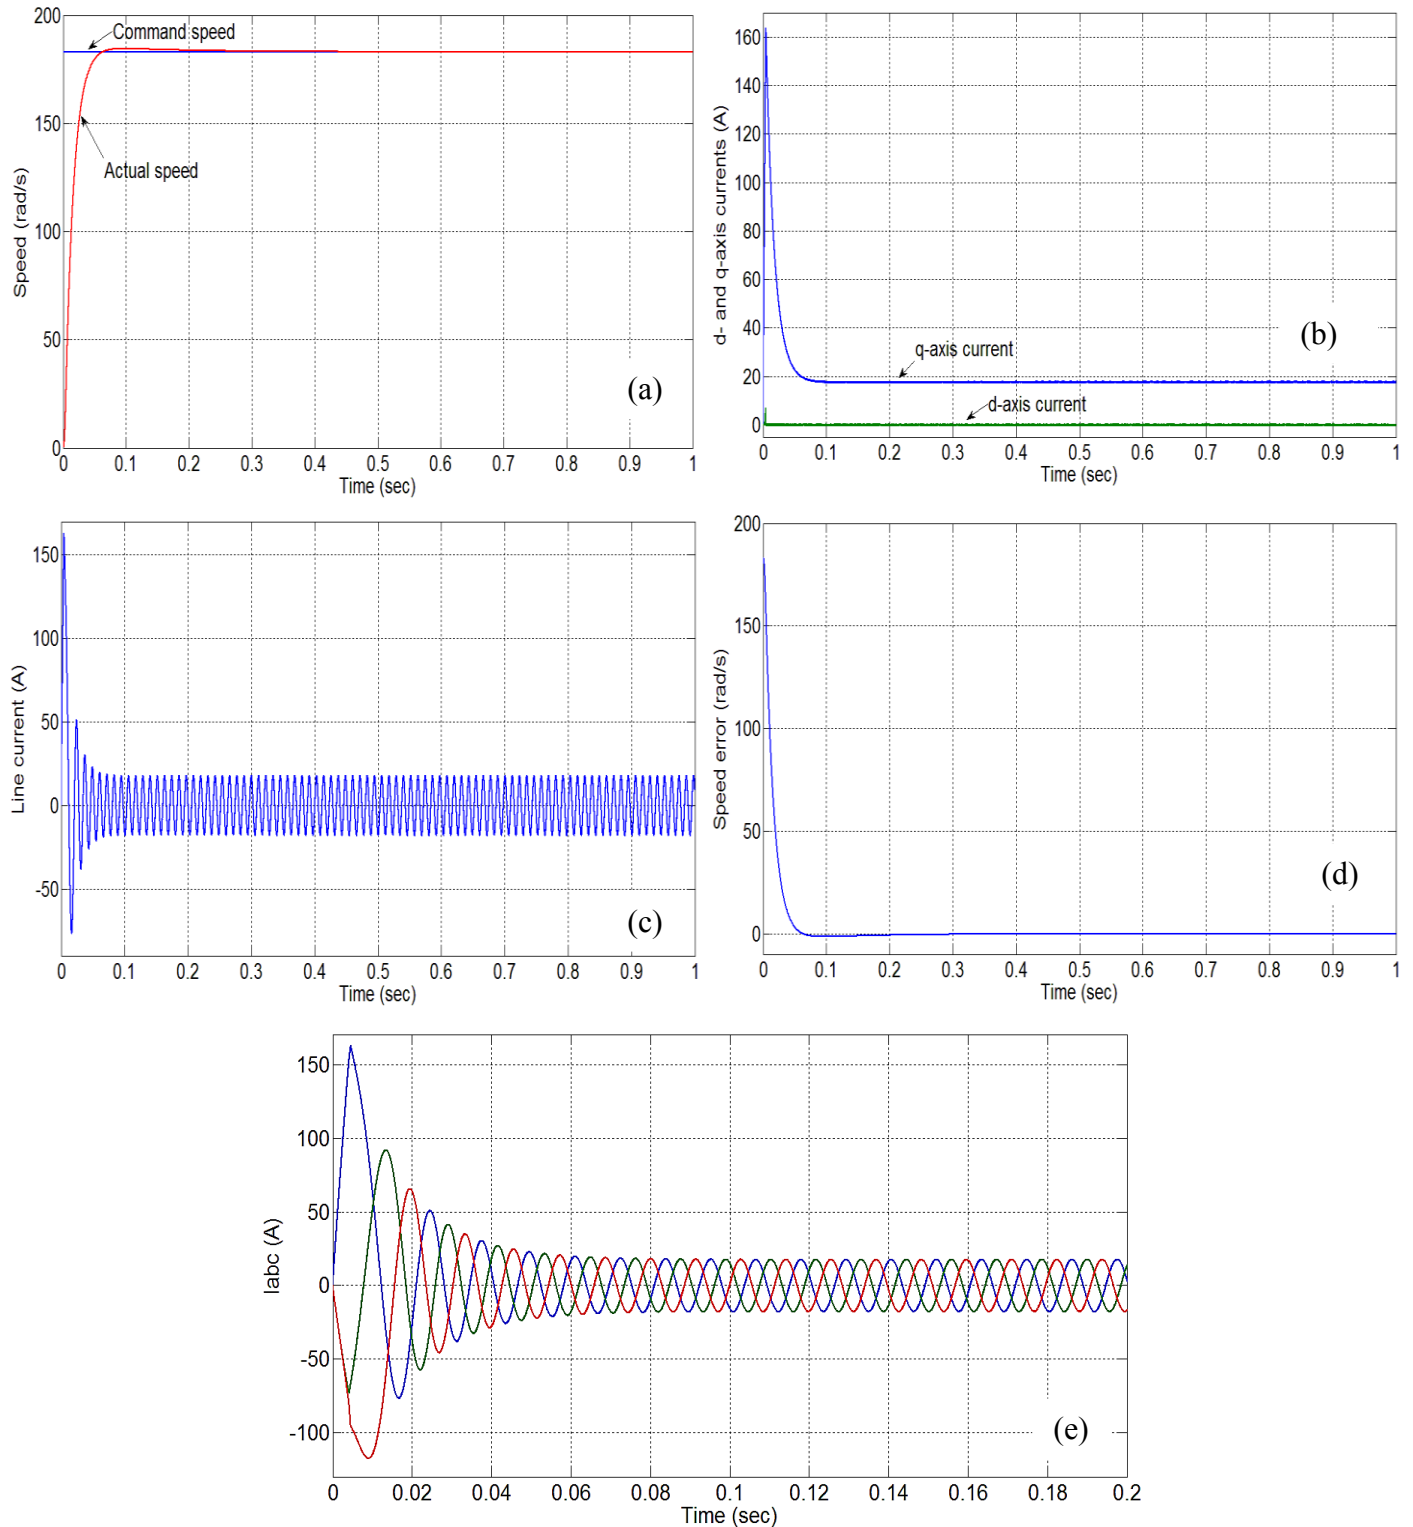 200
150
100
50
0
Speed (rad/s)
Command speed
Actual speed
(a)
0 0.1 0.2 0.3 0.4 0.5 0.6 0.7 0.8 0.9 1
Time (sec)
160
140
120
100
80
60
40
20
0
d- and q-axis currents (A)
q-axis current
d-axis current
(b)
0 0.1 0.2 0.3 0.4 0.5 0.6 0.7 0.8 0.9 1
Time (sec)
150
100
50
0
-50
Line current (A)
(c)
0 0.1 0.2 0.3 0.4 0.5 0.6 0.7 0.8 0.9 1
Time (sec)
200
150
100
50
0
Speed error (rad/s)
(d)
0 0.1 0.2 0.3 0.4 0.5 0.6 0.7 0.8 0.9 1
Time (sec)
150
100
50
0
-50
-100
Iabc (A)
(e)
0 0.02 0.04 0.06 0.08 0.1 0.12 0.14 0.16 0.18 0.2
Time (sec)